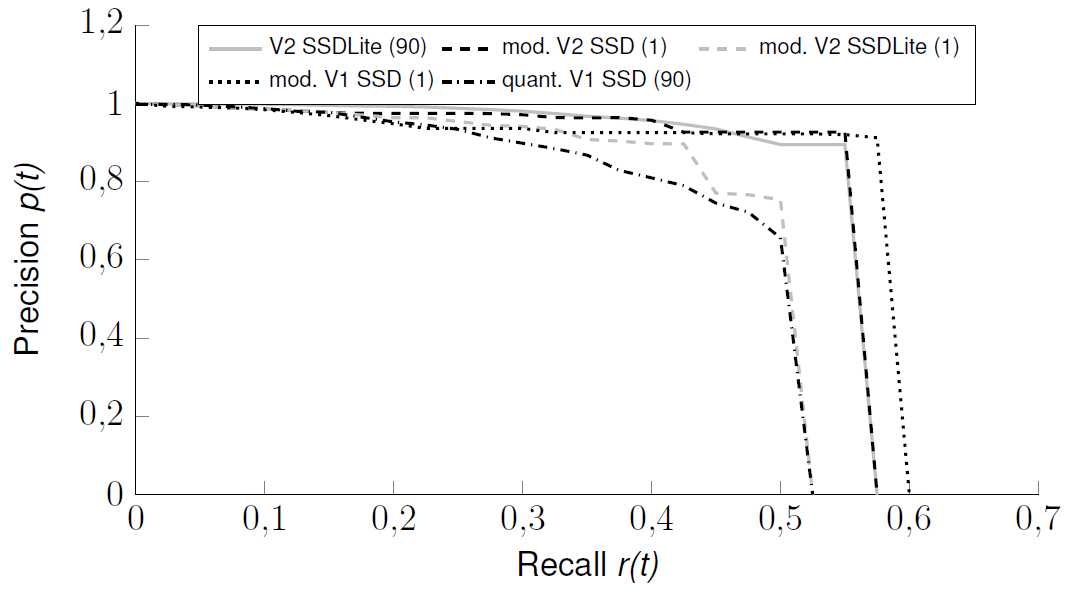 1,2
V2 SSDLite (90) mod. V2 SSD (1) mod. V2 SSDLite (1)
mod. V1 SSD (1) quant. V1 SSD (90)
1
0,8
0,6
0,4
0,2
0
Precision p(t)
0 0,1 0,2 0,3 0,4 0,5 0,6 0,7
Recall r(t)